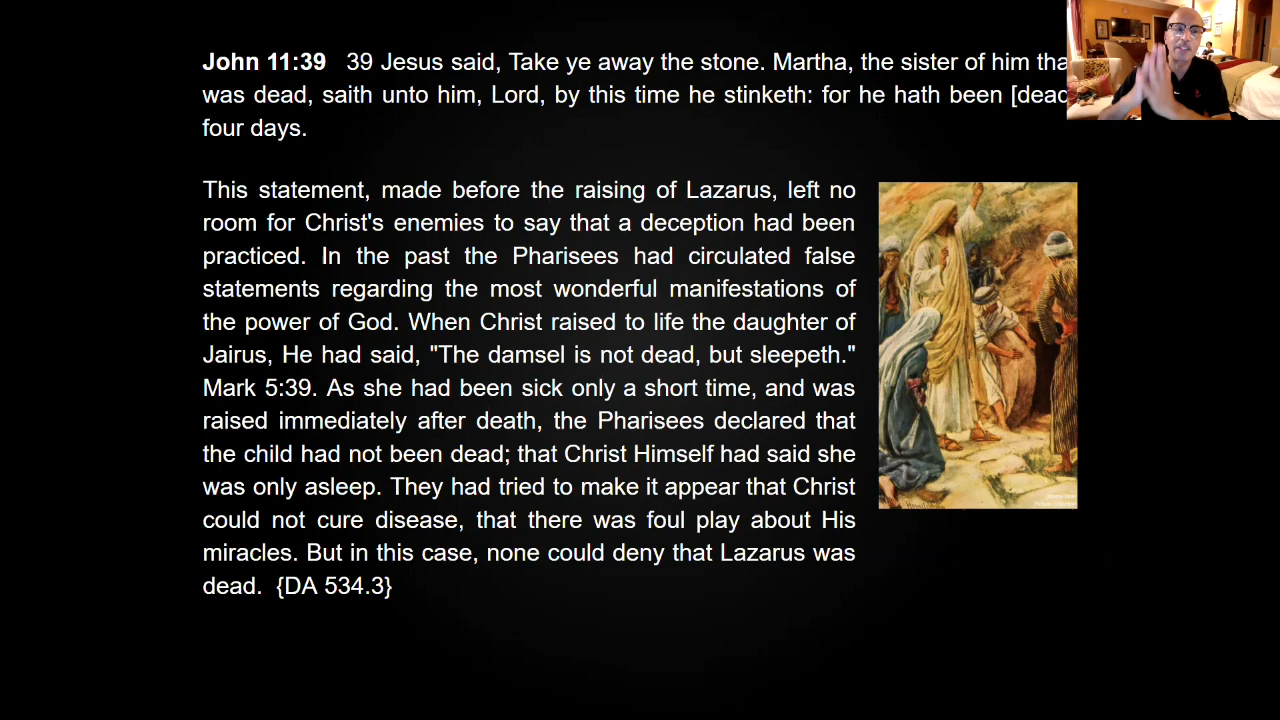 John 11:39 39 Jesus said, Take ye away the stone. Martha, the sister of him
was dead, saith unto him, Lord, by this time he stinketh: for he hath been [dead
four days.
This statement, made before the raising of Lazarus, left no
room for Christ's enemies to say that a deception had been
practiced. In the past the Pharisees had circulated false
statements regarding the most wonderful manifestations of
the power of God. When Christ raised to life the daughter of
Jairus, He had said, "The damsel is not dead, but sleepeth."
Mark 5:39. As she had been sick only a short time, and was
raised immediately after death, the Pharisees declared that
the child had not been dead; that Christ Himself had said she
was only asleep. They had tried to make it appear that Christ
could not cure disease, that there was foul play about His
miracles. But in this case, none could deny that Lazarus was
dead. {DA 534.3}